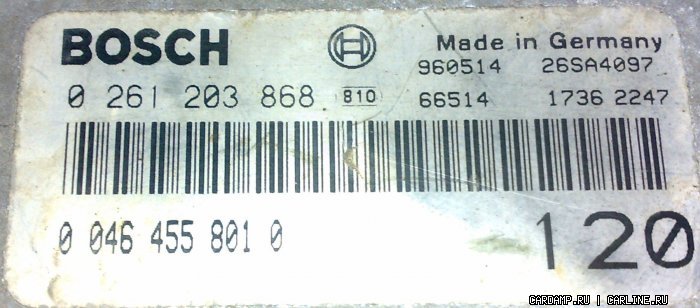 BOSCH Made in Germany
960514 26SA4097
0 261 203 868 810 66514 1736 2247
0 046 455 801 0 120
CARDAMP.RU | CARLINE.RU